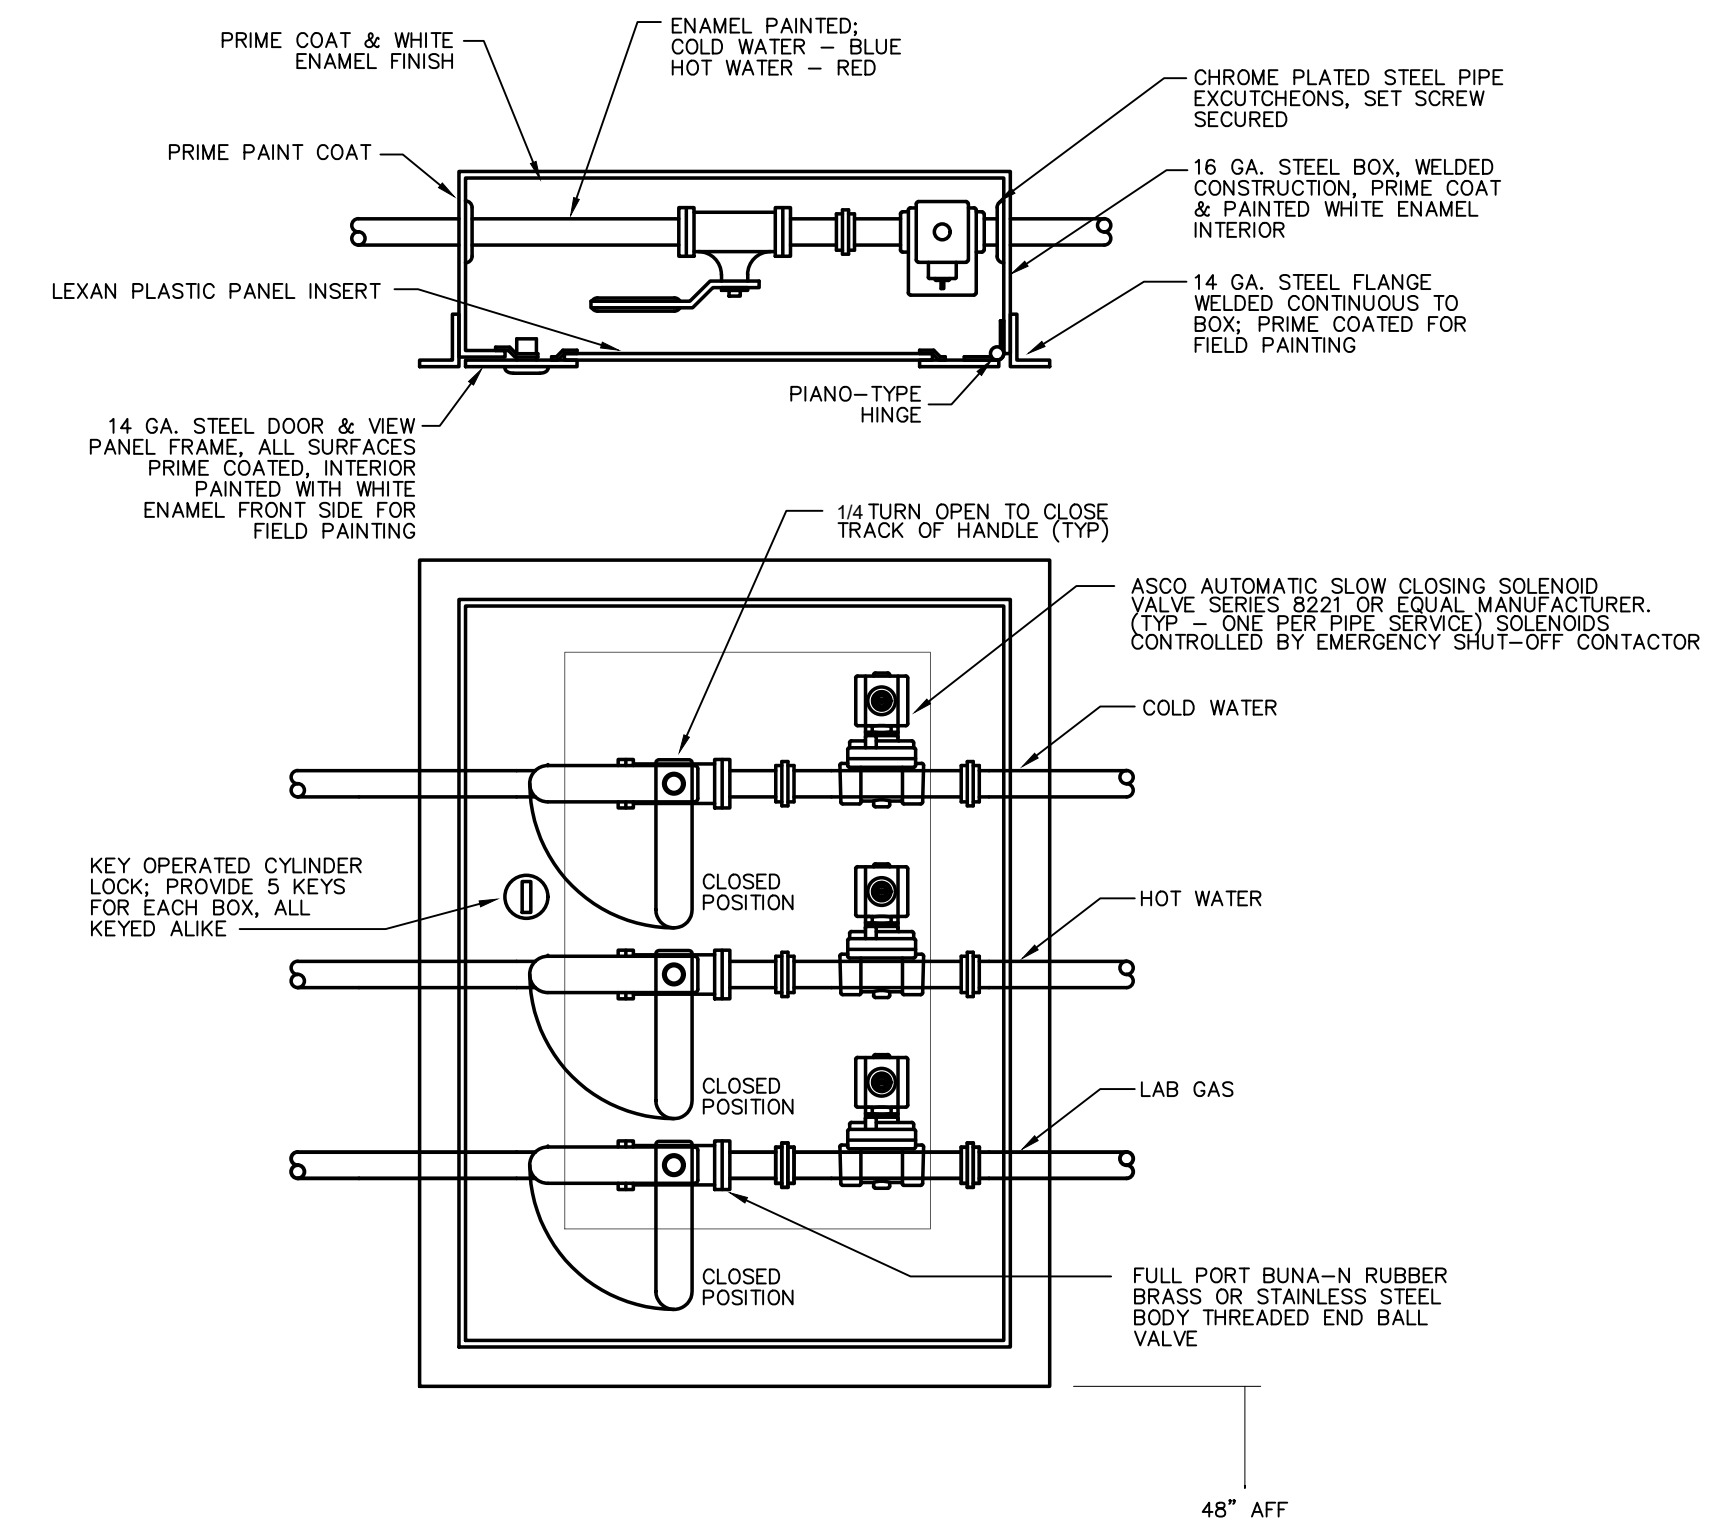 PRIME COAT & WHITE
ENAMEL FINISH
ENAMEL PAINTED;
COLD WATER – BLUE
HOT WATER – RED
CHROME PLATED STEEL PIPE
EXCUTCHEONS, SET SCREW
SECURED
PRIME PAINT COAT
16 GA. STEEL BOX, WELDED
CONSTRUCTION, PRIME COAT
& PAINTED WHITE ENAMEL
INTERIOR
LEXAN PLASTIC PANEL INSERT
14 GA. STEEL FLANGE
WELDED CONTINUOUS TO
BOX; PRIME COATED FOR
FIELD PAINTING
PIANO–TYPE
HINGE
14 GA. STEEL DOOR & VIEW
PANEL FRAME, ALL SURFACES
PRIME COATED, INTERIOR
PAINTED WITH WHITE
ENAMEL FRONT SIDE FOR
FIELD PAINTING
1/4 TURN OPEN TO CLOSE
TRACK OF HANDLE (TYP)
ASCO AUTOMATIC SLOW CLOSING SOLENOID
VALVE SERIES 8221 OR EQUAL MANUFACTURER.
(TYP – ONE PER PIPE SERVICE) SOLENOIDS
CONTROLLED BY EMERGENCY SHUT–OFF CONTACTOR
COLD WATER
KEY OPERATED CYLINDER
LOCK; PROVIDE 5 KEYS
FOR EACH BOX, ALL
KEYED ALIKE
CLOSED
POSITION
HOT WATER
CLOSED
POSITION
LAB GAS
CLOSED
POSITION
FULL PORT BUNA–N RUBBER
BRASS OR STAINLESS STEEL
BODY THREADED END BALL
VALVE
48” AFF